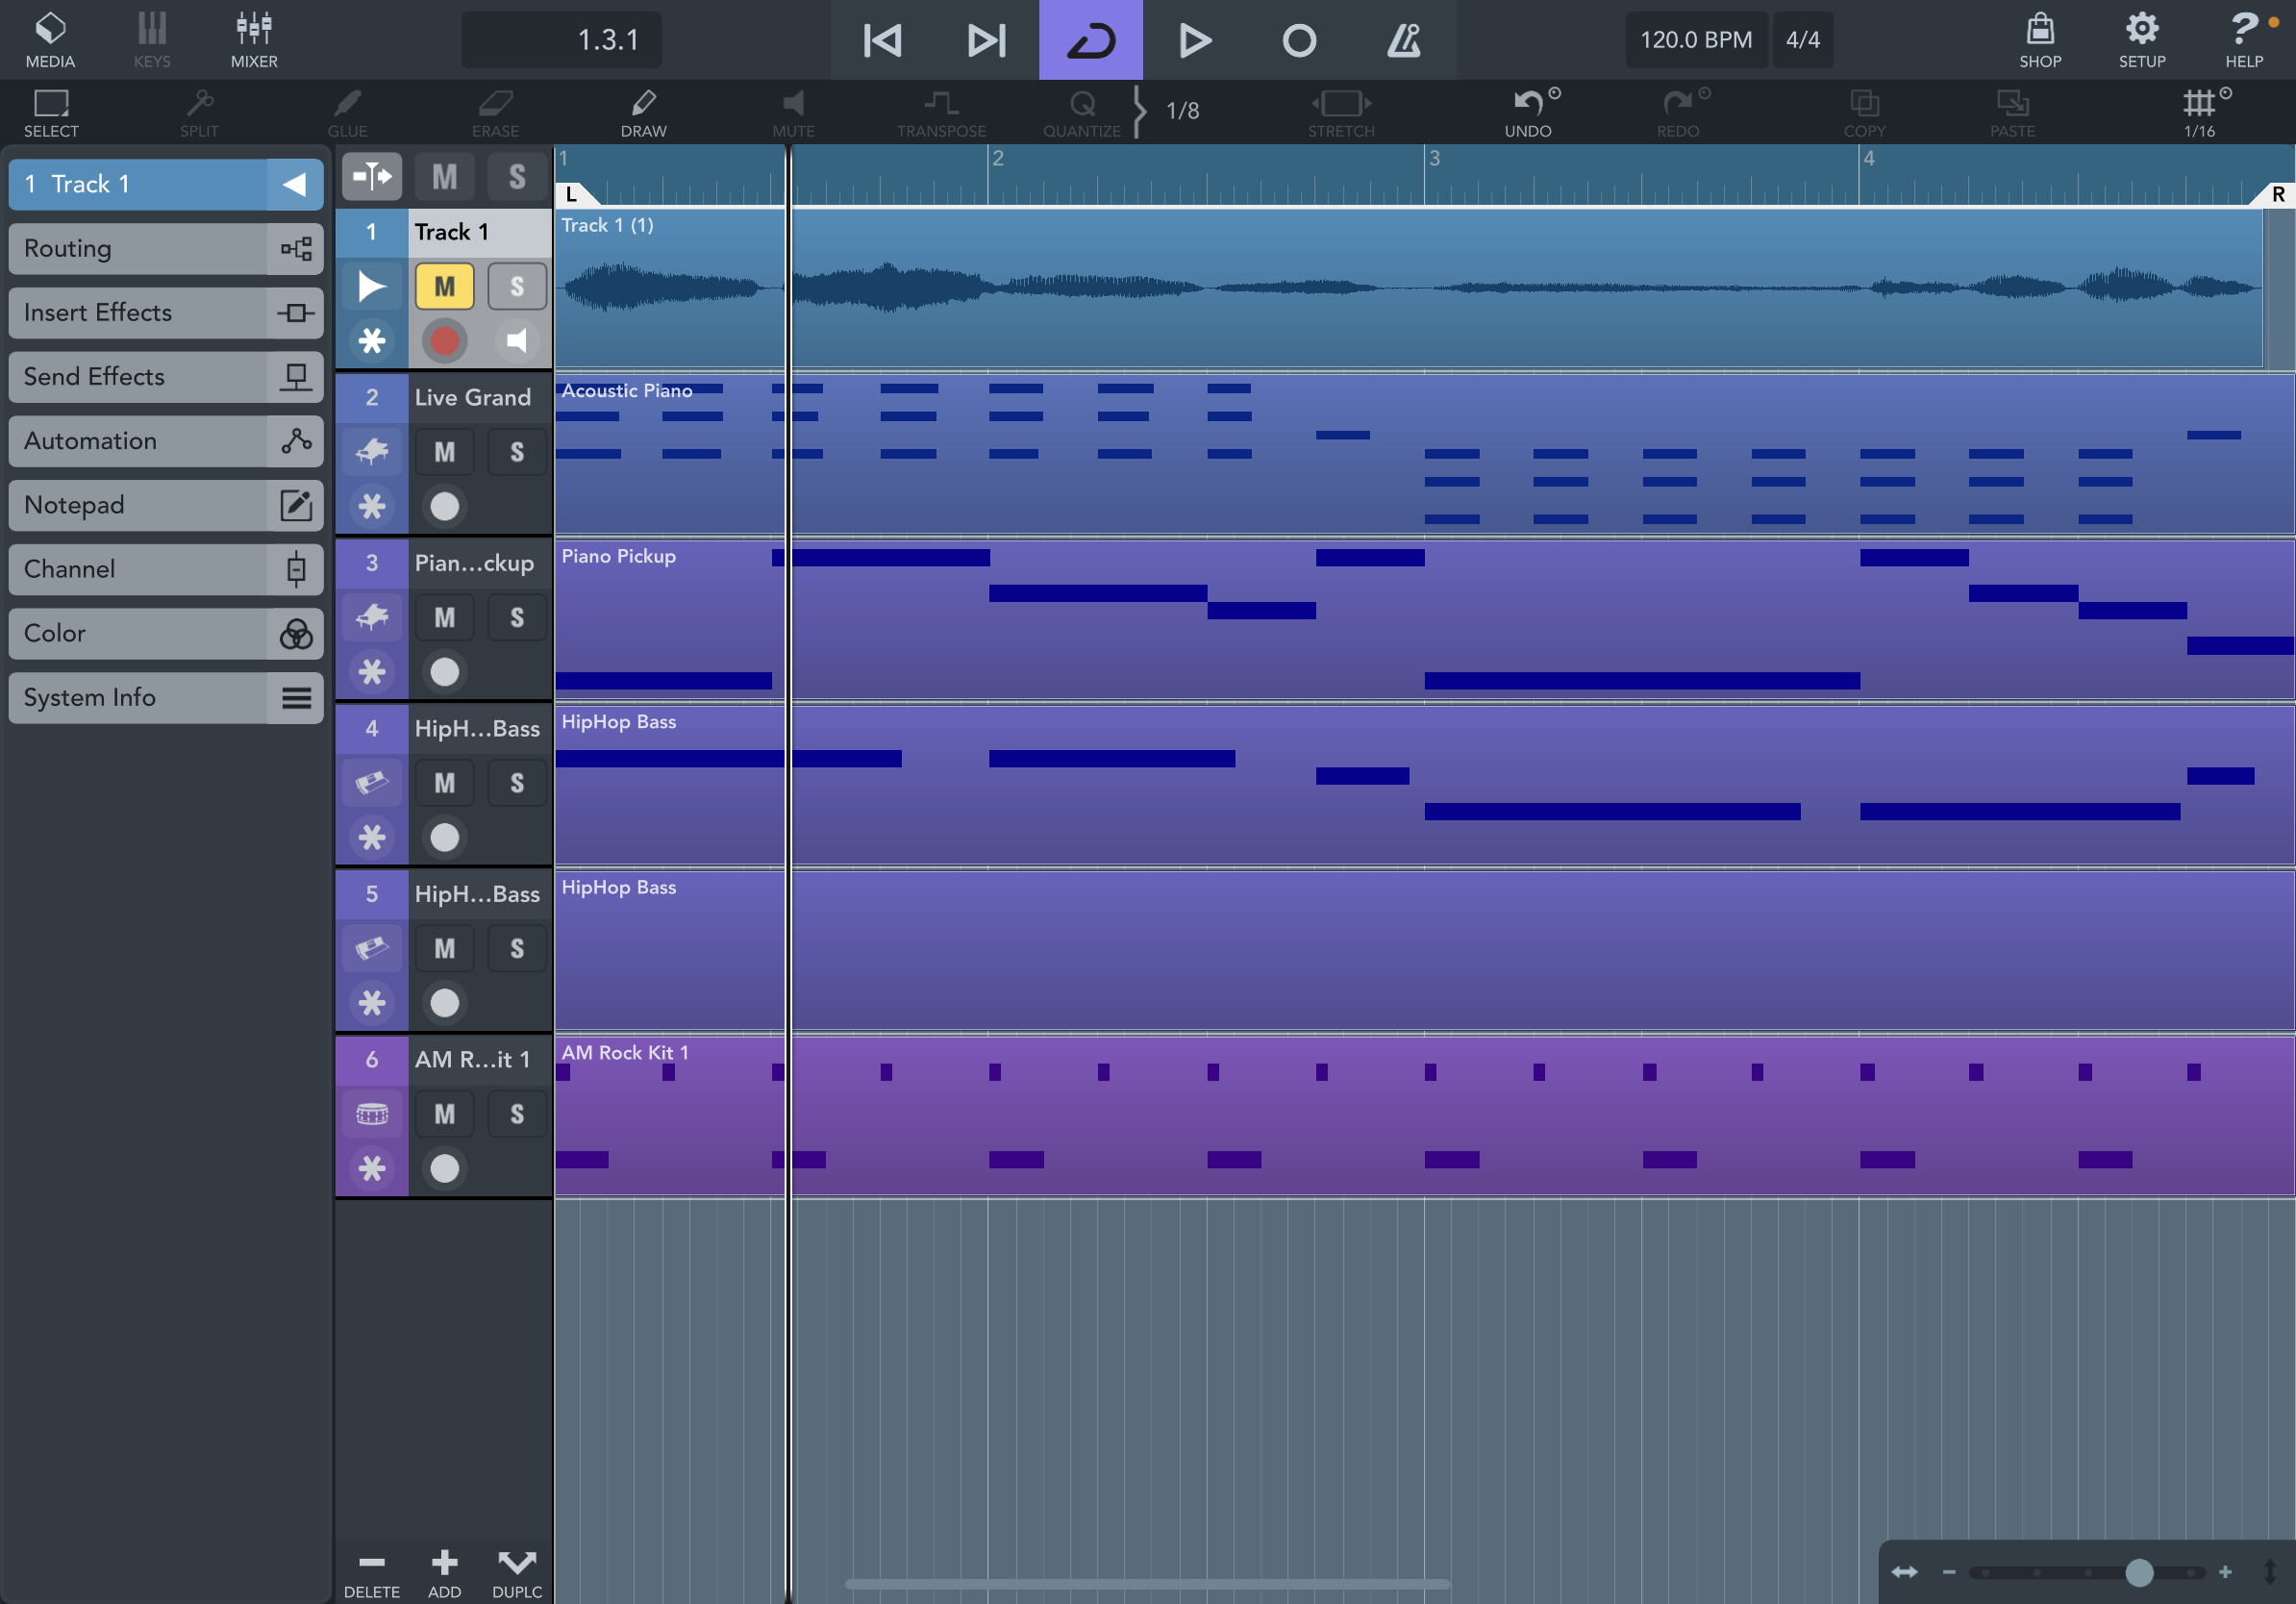 MEDIA
KEYS
MIXER
1.3.1
120.0 BPM
4/4
SHOP
SETUP
? HELP
SELECT
SPLIT
GLUE
ERASE
DRAW
MUTE
TRANSPOSE
QUANTIZE
1/8
STRETCH
UNDO
REDO
COPY
PASTE
1/16
1 Track 1
Routing
Insert Effects
Send Effects
Automation
Notepad
Channel
Color
System Info
M S
1 2 3 4
L R
1 Track 1
M S
Track 1 (1)
2 Live Grand
M S
Acoustic Piano
3 Pian...ckup
M S
Piano Pickup
4 HipH...Bass
M S
HipHop Bass
5 HipH...Bass
M S
HipHop Bass
6 AM R...it 1
M S
AM Rock Kit 1
DELETE
ADD
DUPLC